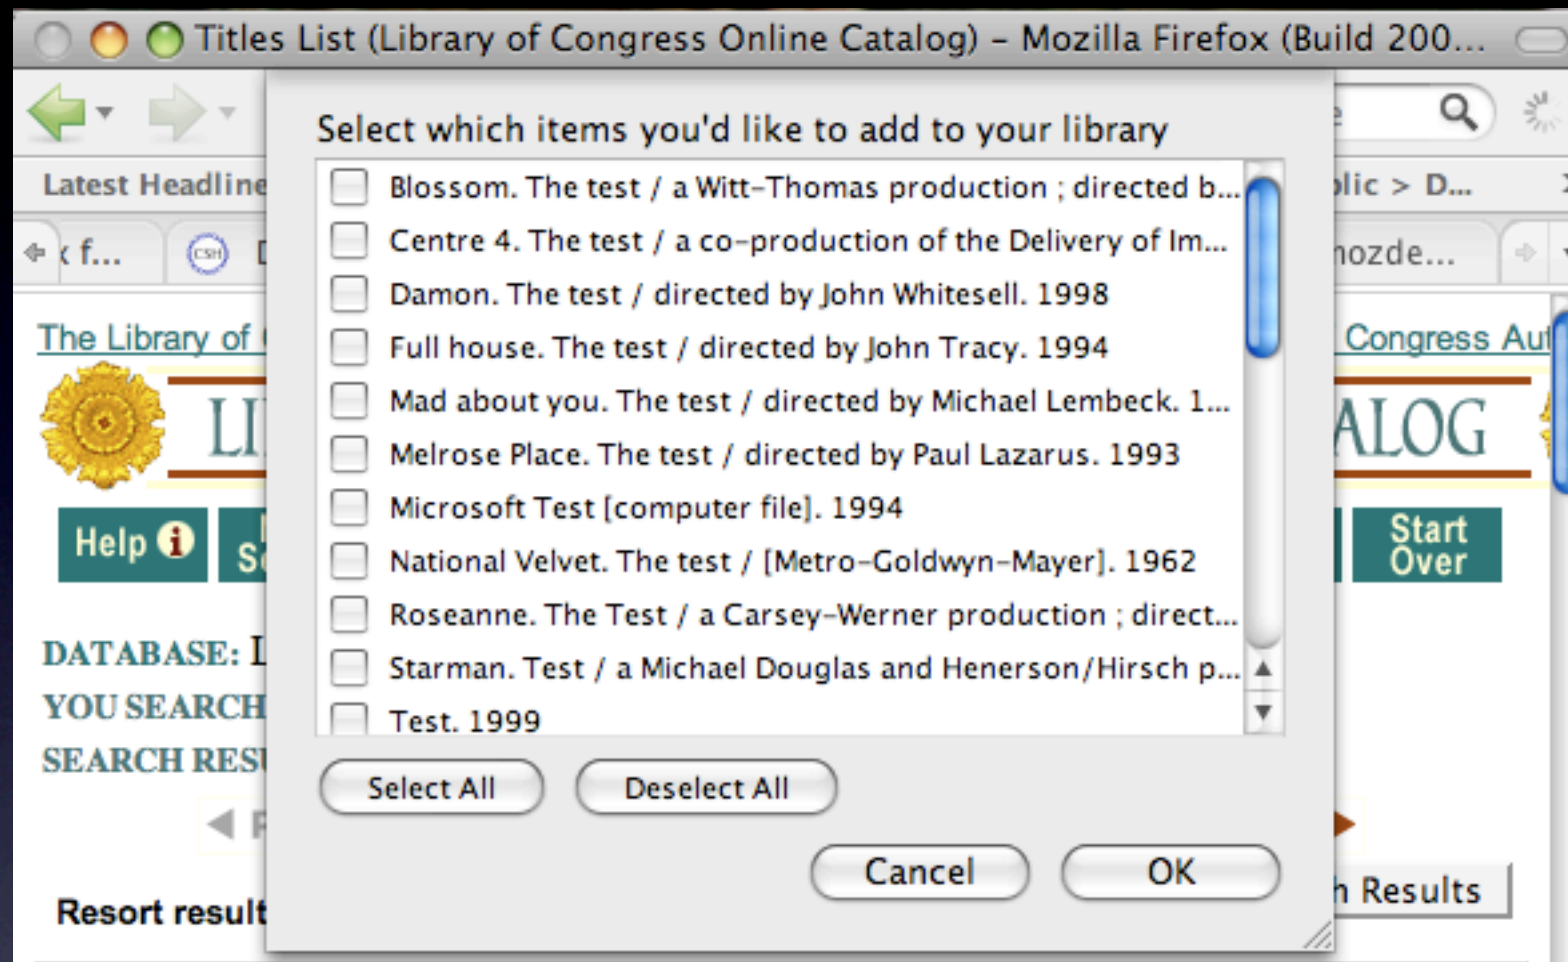 Titles List (Library of Congress Online Catalog) – Mozilla Firefox (Build 200...
Select which items you'd like to add to your library
Latest Headline
blic > D...
Blossom. The test / a Witt-Thomas production ; directed b...
Centre 4. The test / a co-production of the Delivery of Im...
x f...
CSH
mozde...
Damon. The test / directed by John Whitesell. 1998
The Library of
Full house. The test / directed by John Tracy. 1994
Congress Aut
Mad about you. The test / directed by Michael Lembeck. 1...
LI
ALOG
Melrose Place. The test / directed by Paul Lazarus. 1993
Microsoft Test [computer file]. 1994
Help i
Start
Over
National Velvet. The test / [Metro-Goldwyn-Mayer]. 1962
Roseanne. The Test / a Carsey-Werner production ; direct...
DATABASE: L
Starman. Test / a Michael Douglas and Henerson/Hirsch p...
YOU SEARCH
Test. 1999
SEARCH RESU
Select All
Deselect All
Cancel
OK
Resort result
h Results